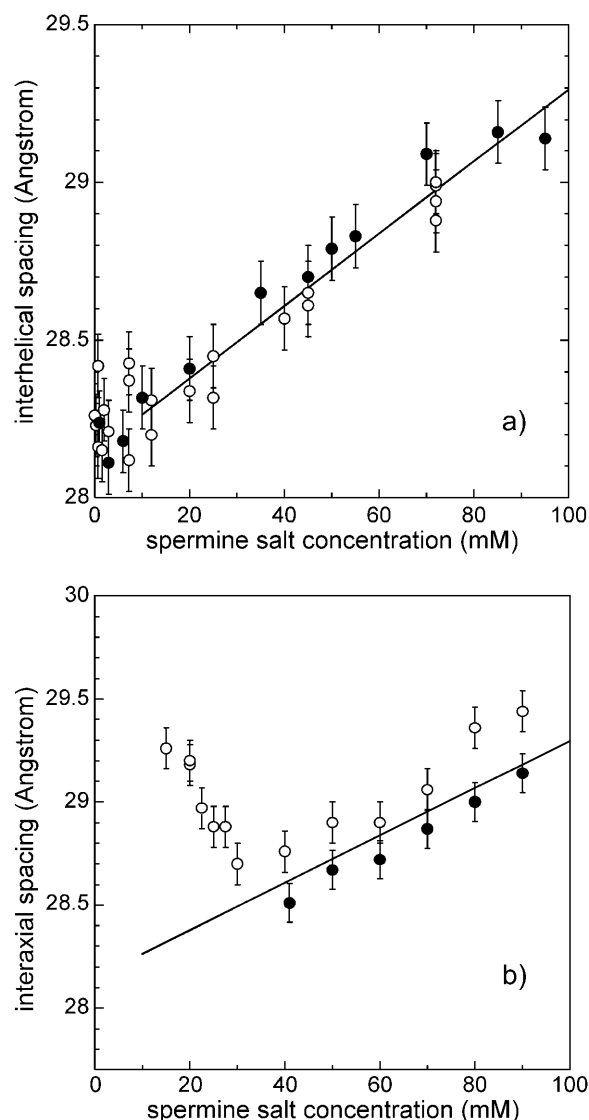 29.5
29
28.5
28
interhelical spacing (Angstrom)
a)
0 20 40 60 80 100
spermine salt concentration (mM)
30
29.5
29
28.5
28
interaxial spacing (Angstrom)
b)
0 20 40 60 80 100
spermine salt concentration (mM)